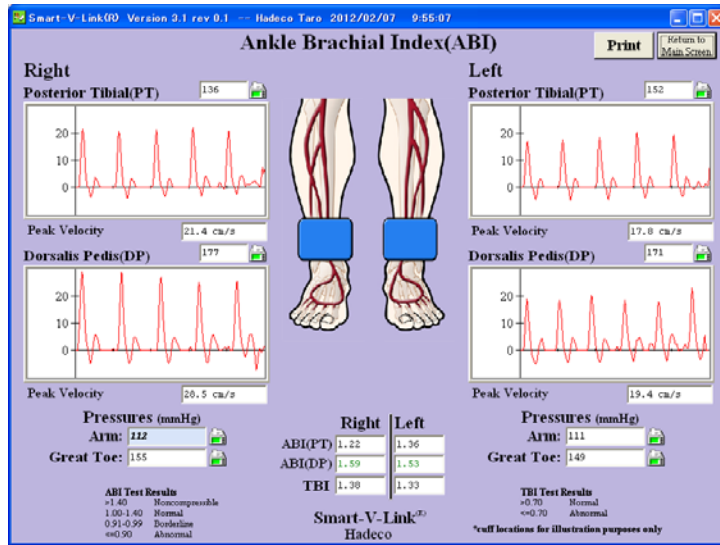 Smart-V-Link(R) Version 3.1 rev 0.1 -- Hadeco Taro 2012/02/07 9:55:07
Ankle Brachial Index(ABI)
Print
Return to
Main Screen
Right
Posterior Tibial(PT) 136
20
10
0
Peak Velocity 21.4 cm/s
Dorsalis Pedis(DP) 177
20
10
0
Peak Velocity 28.5 cm/s
Pressures (mmHg)
Arm: 112
Great Toe: 155
ABI Test Results
>1.40 Noncompressible
1.00-1.40 Normal
0.91-0.99 Borderline
<=0.90 Abnormal
Left
Posterior Tibial(PT) 152
20
10
0
Peak Velocity 17.8 cm/s
Dorsalis Pedis(DP) 171
20
10
0
Peak Velocity 19.4 cm/s
Pressures (mmHg)
Arm: 111
Great Toe: 149
TBI Test Results
>0.70 Normal
<=0.70 Abnormal
*cuff locations for illustration purposes only
Right Left
ABI(PT) 1.22 1.36
ABI(DP) 1.59 1.53
TBI 1.38 1.33
Smart-V-Link(R)
Hadeco